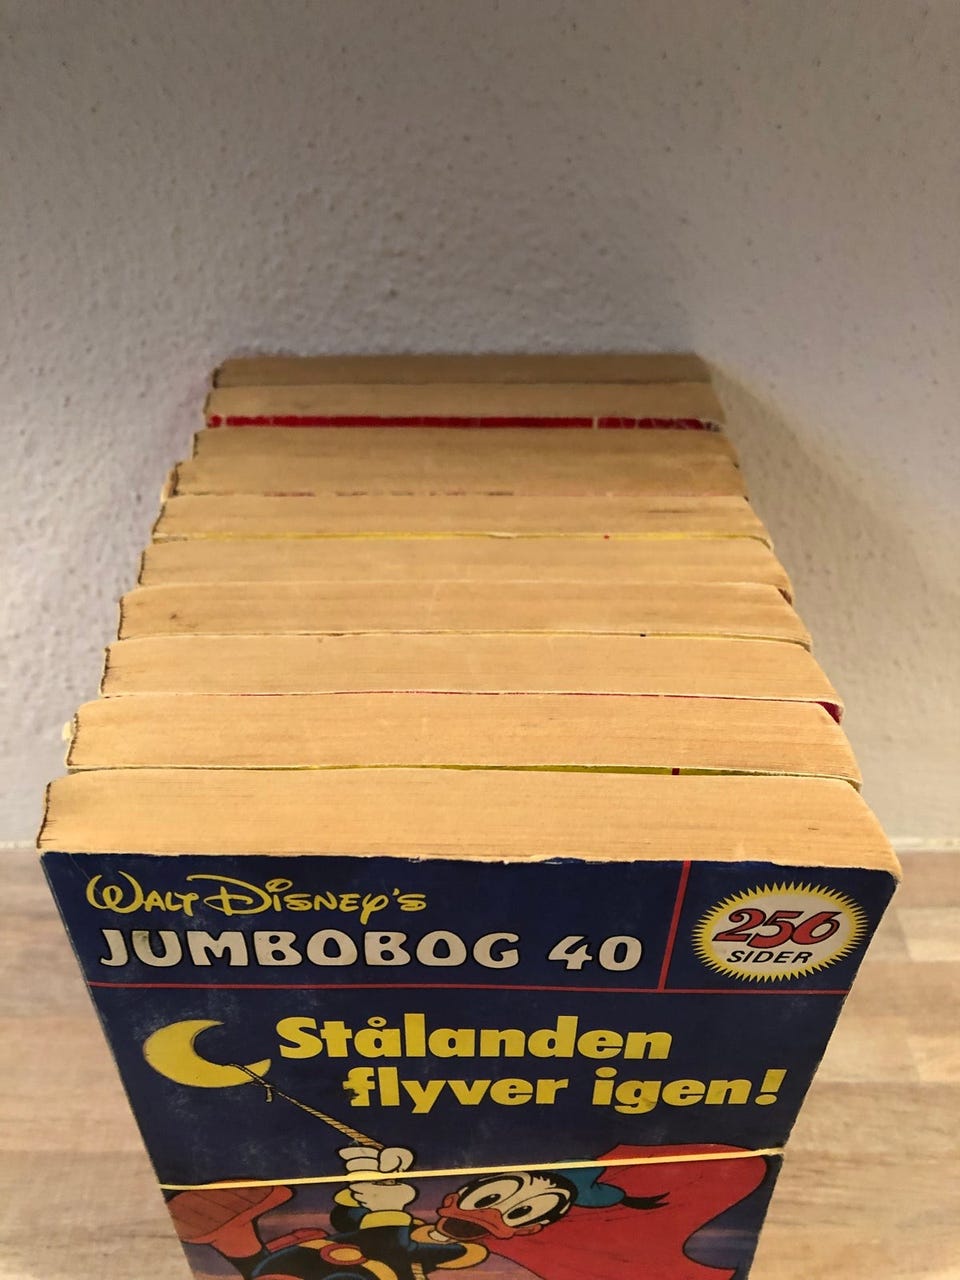 WALT DISNEY'S
JUMBOBOG 40
256
SIDER
Stålanden
flyver igen!